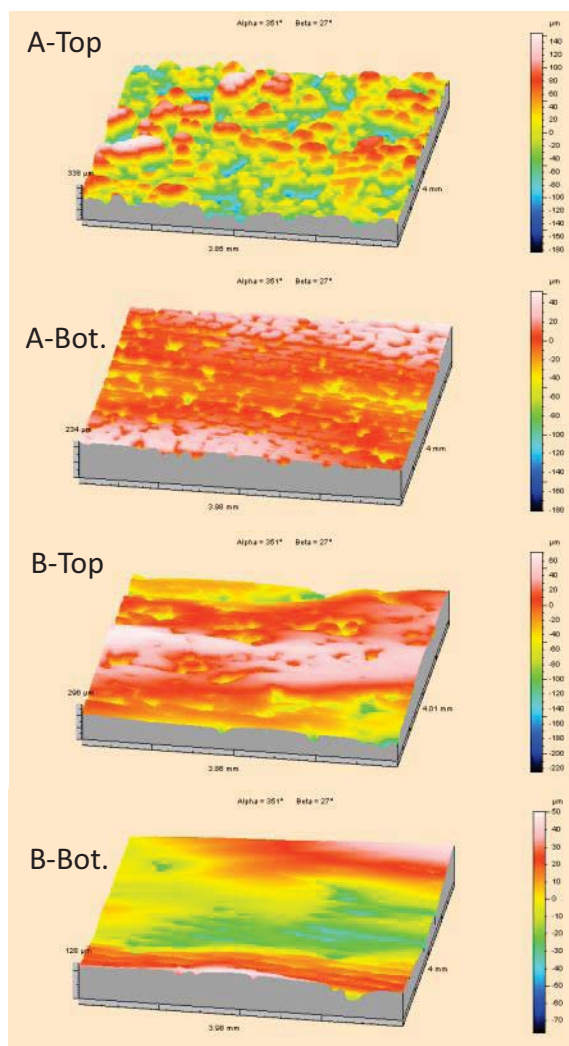 Alpha = 351° Beta = 27°
µm
A-Top
140
120
100
80
60
40
20
0
-20
-40
-60
-80
-100
-120
-140
-160
-180
338 µm
4 mm
3.85 mm
Alpha = 351° Beta = 27°
µm
A-Bot.
40
20
0
-20
-40
-60
-80
-100
-120
-140
-160
-180
234 µm
4 mm
3.98 mm
Alpha = 351° Beta = 27°
µm
B-Top
60
40
20
0
-20
-40
-60
-80
-100
-120
-140
-160
-180
-200
-220
298 µm
4.01 mm
3.86 mm
Alpha = 351° Beta = 27°
µm
B-Bot.
50
40
30
20
10
0
-10
-20
-30
-40
-50
-60
-70
128 µm
4 mm
3.98 mm